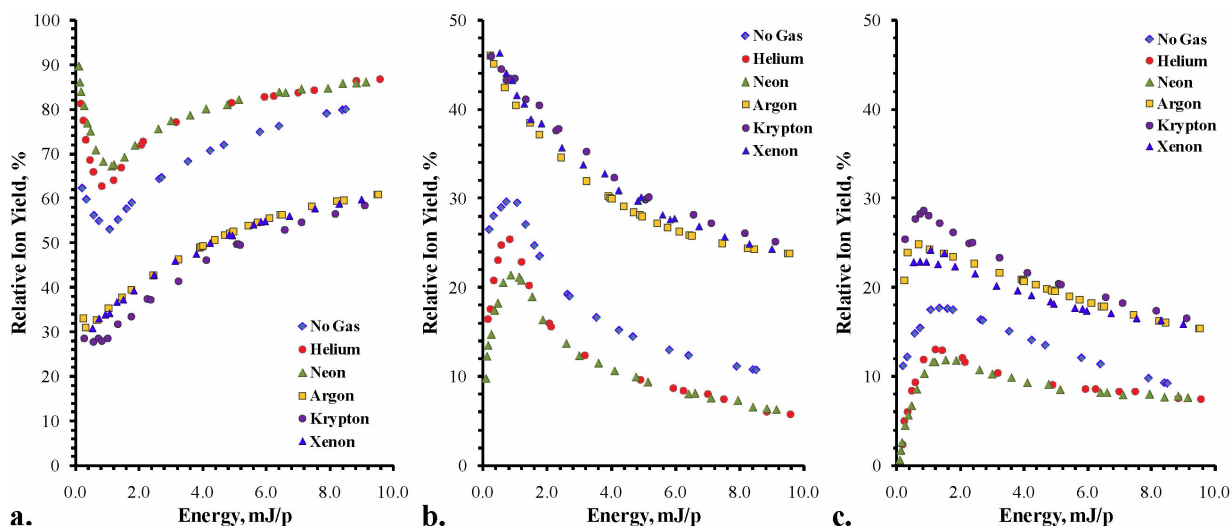 Relative Ion Yield, %
100
90
80
70
60
50
40
30
20
10
0
No Gas
Helium
Neon
Argon
Krypton
Xenon
0.0 2.0 4.0 6.0 8.0 10.0
a. Energy, mJ/p
Relative Ion Yield, %
50
40
30
20
10
0
No Gas
Helium
Neon
Argon
Krypton
Xenon
0.0 2.0 4.0 6.0 8.0 10.0
b. Energy, mJ/p
Relative Ion Yield, %
50
40
30
20
10
0
No Gas
Helium
Neon
Argon
Krypton
Xenon
0.0 2.0 4.0 6.0 8.0 10.0
c. Energy, mJ/p